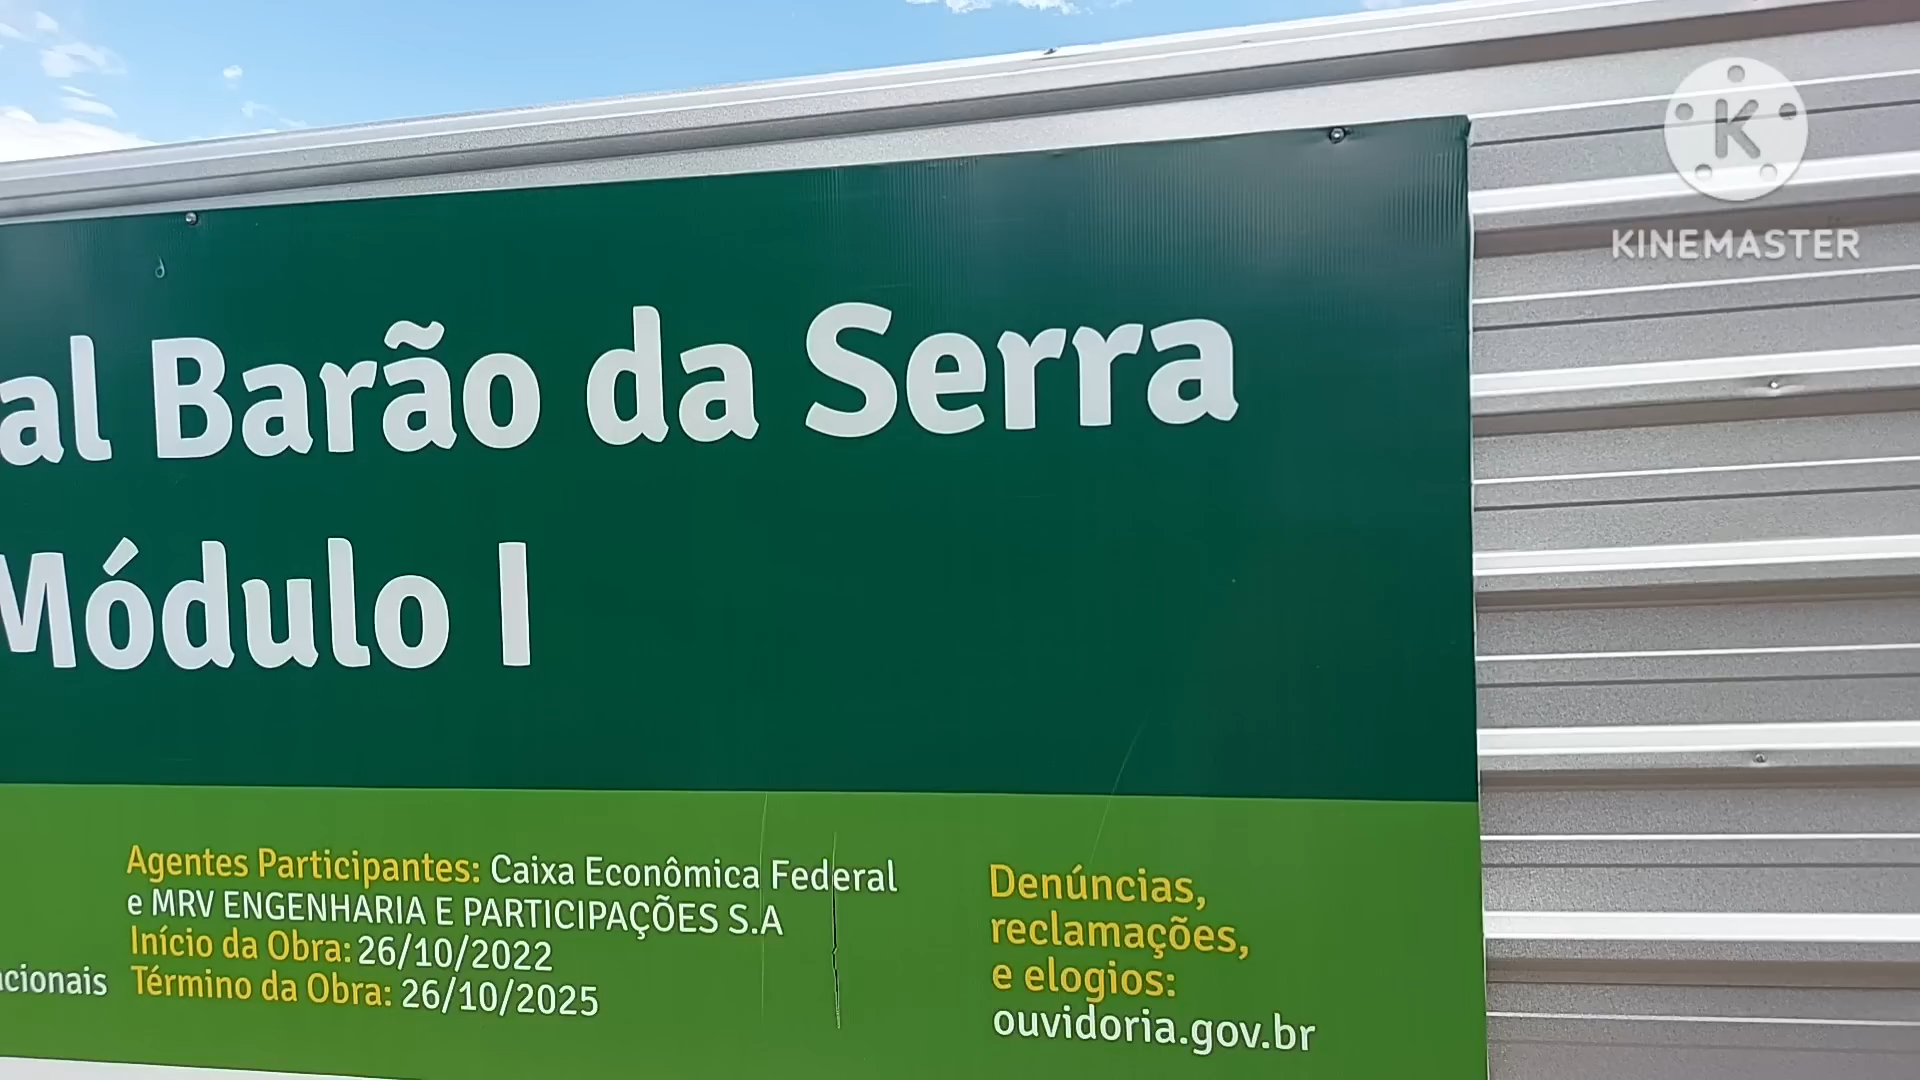 K
KINEMASTER
al Barão da Serra
Módulo I
Agentes Participantes: Caixa Econômica Federal
e MRV ENGENHARIA E PARTICIPAÇÕES S.A
Início da Obra: 26/10/2022
cionais
Término da Obra: 26/10/2025
Denúncias,
reclamações,
e elogios:
ouvidoria.gov.br